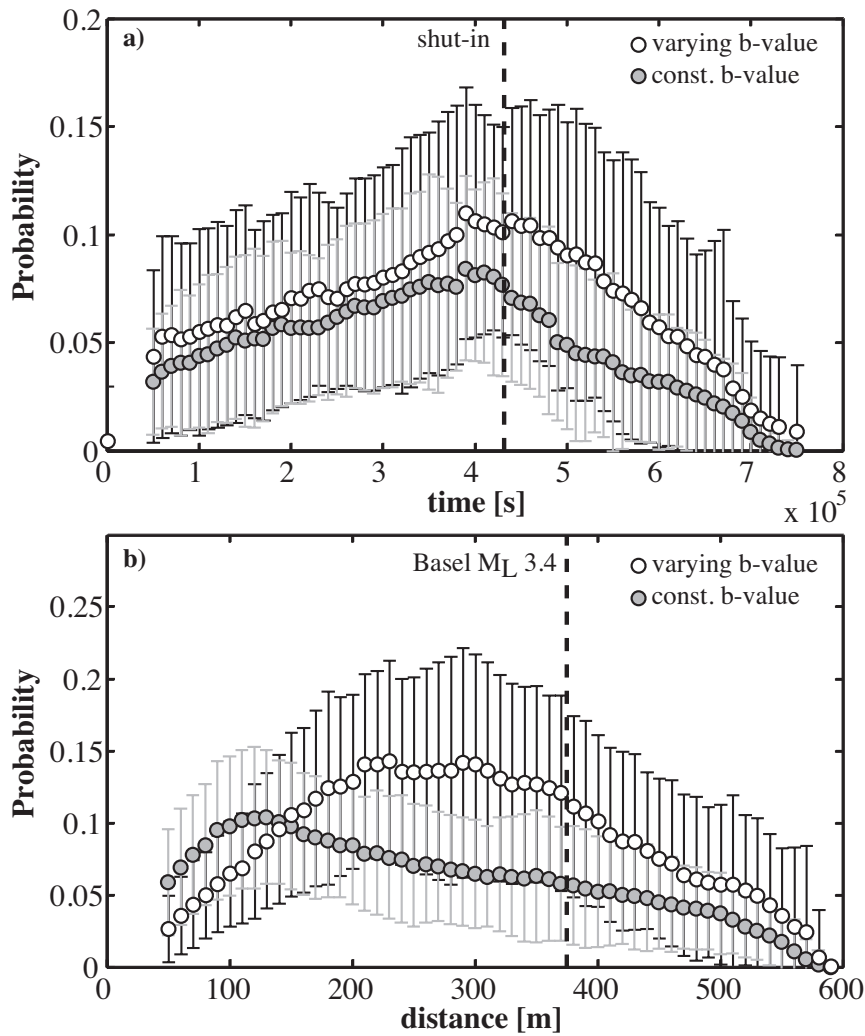 0.2
a)
shut-in
varying b-value
const. b-value
0.15
0.1
0.05
0
Probability
0 1 2 3 4 5 6 7 8
time [s]
x 10^5
b)
Basel M_L 3.4
varying b-value
const. b-value
0.25
0.2
0.15
0.1
0.05
0
Probability
100 200 300 400 500 600
distance [m]